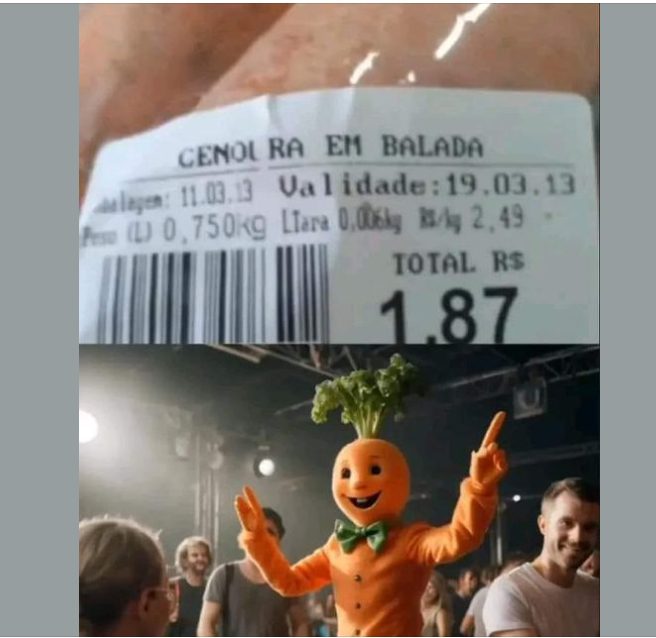 CENOURA EM BALADA
Embalagem: 11.03.13 Validade:19.03.13
Peso (L) 0,750kg LTara 0,006kg R$/kg 2,49
TOTAL R$
1,87